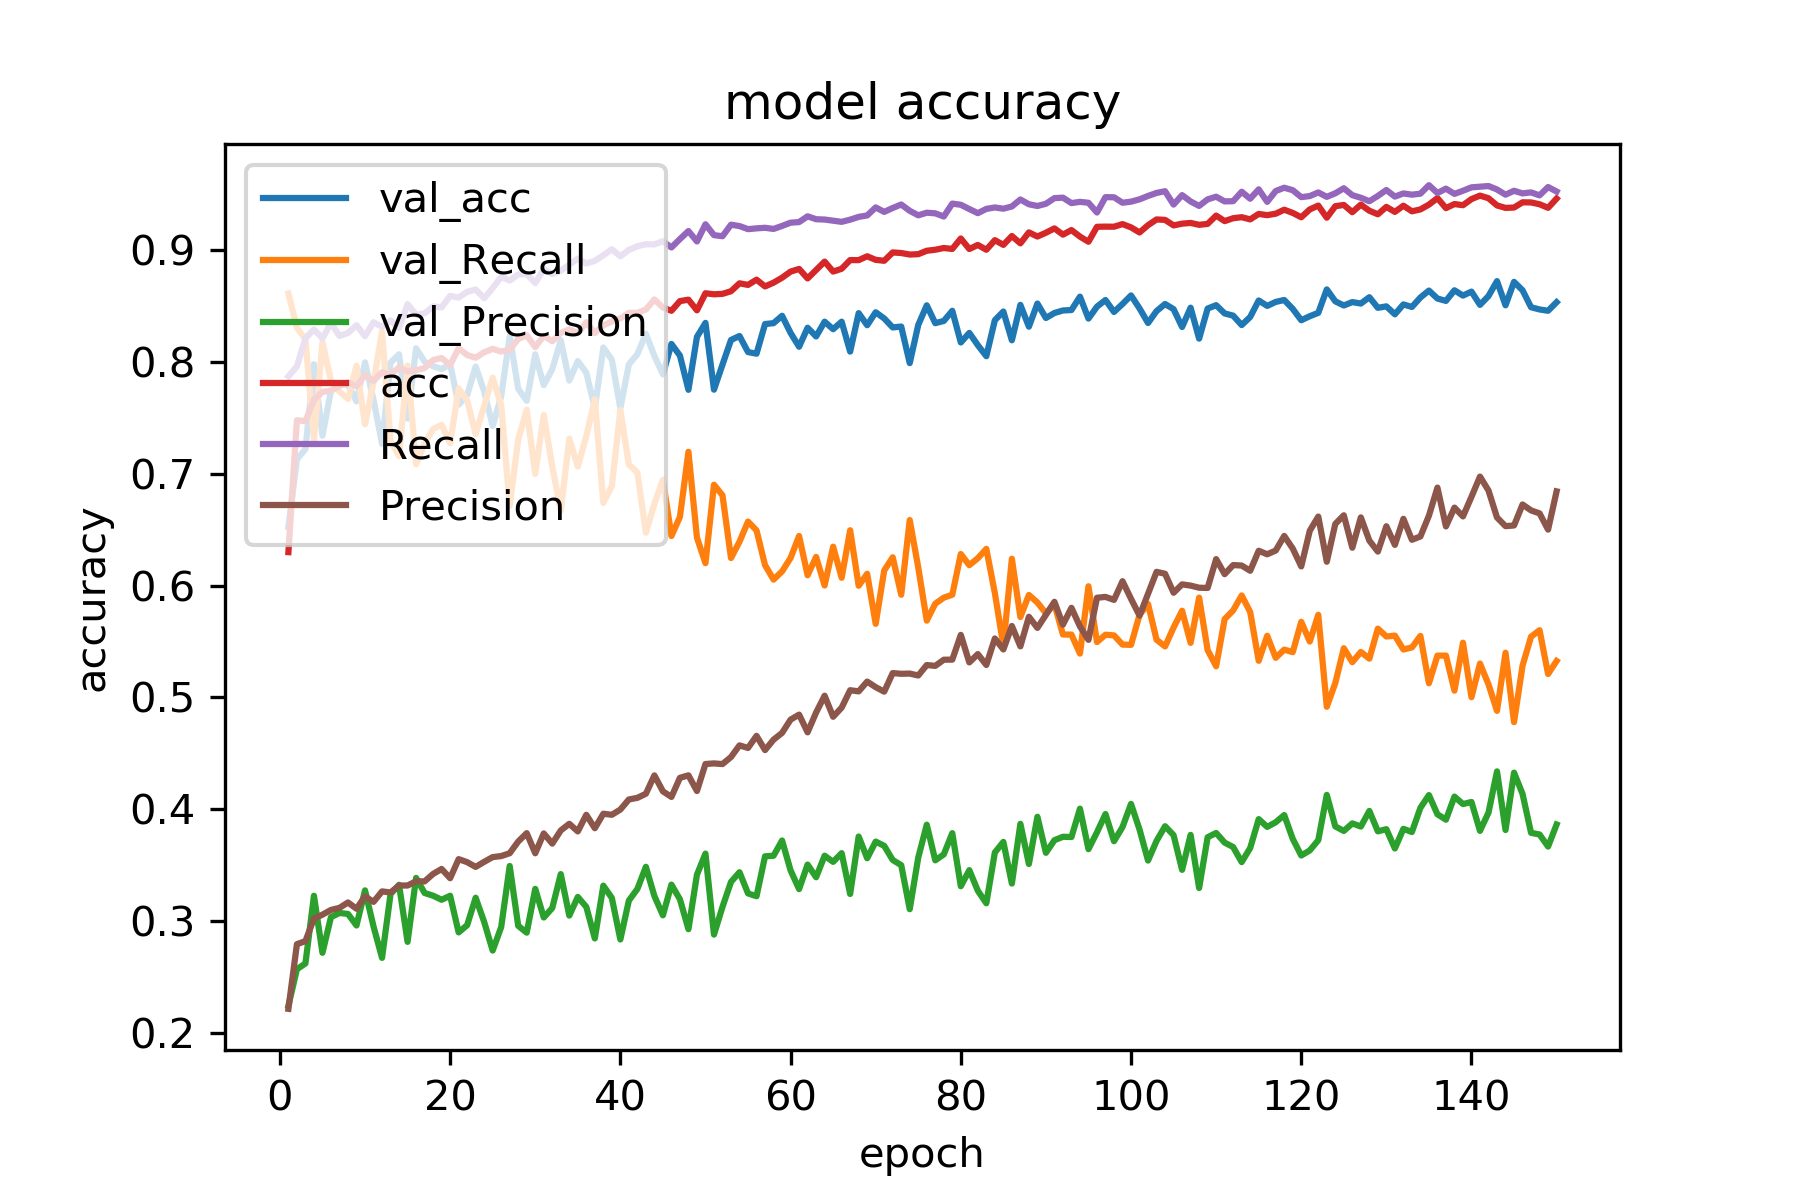 model accuracy
val_acc
val_Recall
val_Precision
acc
Recall
Precision
accuracy
0.9
0.8
0.7
0.6
0.5
0.4
0.3
0.2
0 20 40 60 80 100 120 140
epoch